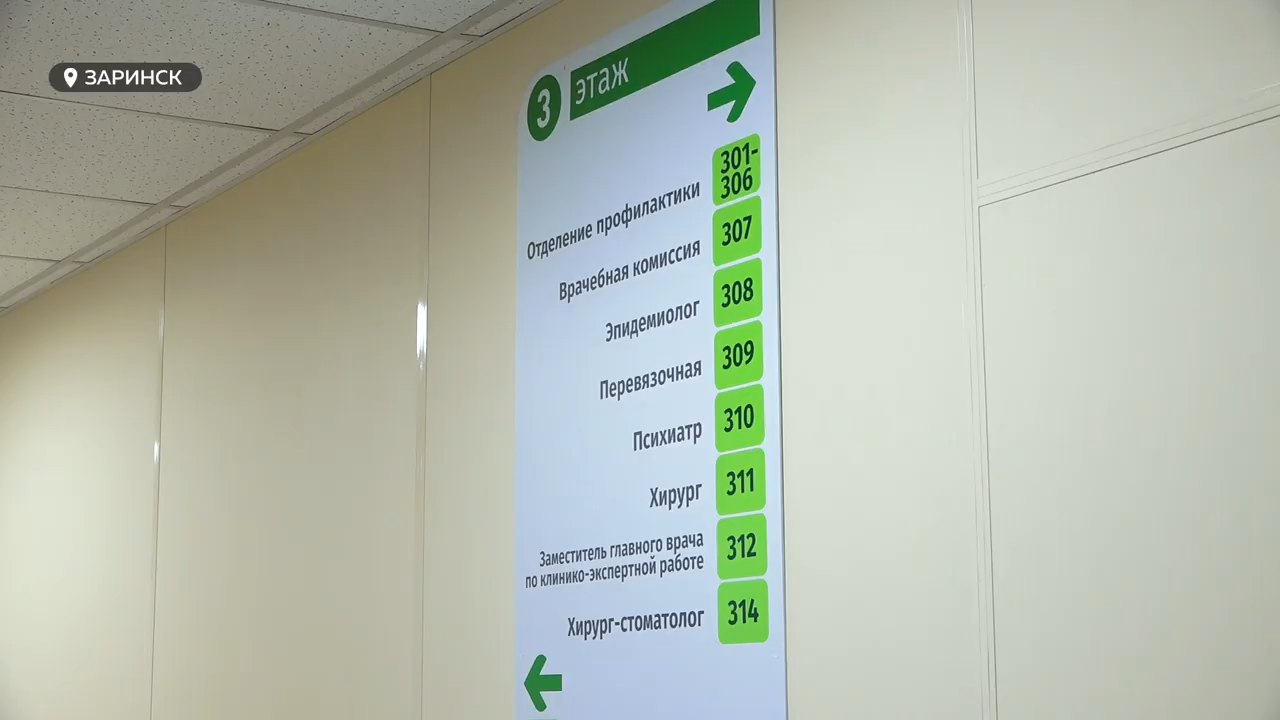 ЗАРИНСК
3 этаж
301-
306
Отделение профилактики
307
Врачебная комиссия
308
Эпидемиолог
309
Перевязочная
310
Психиатр
311
Хирург
312
Заместитель главного врача
по клинико-экспертной работе
314
Хирург-стоматолог